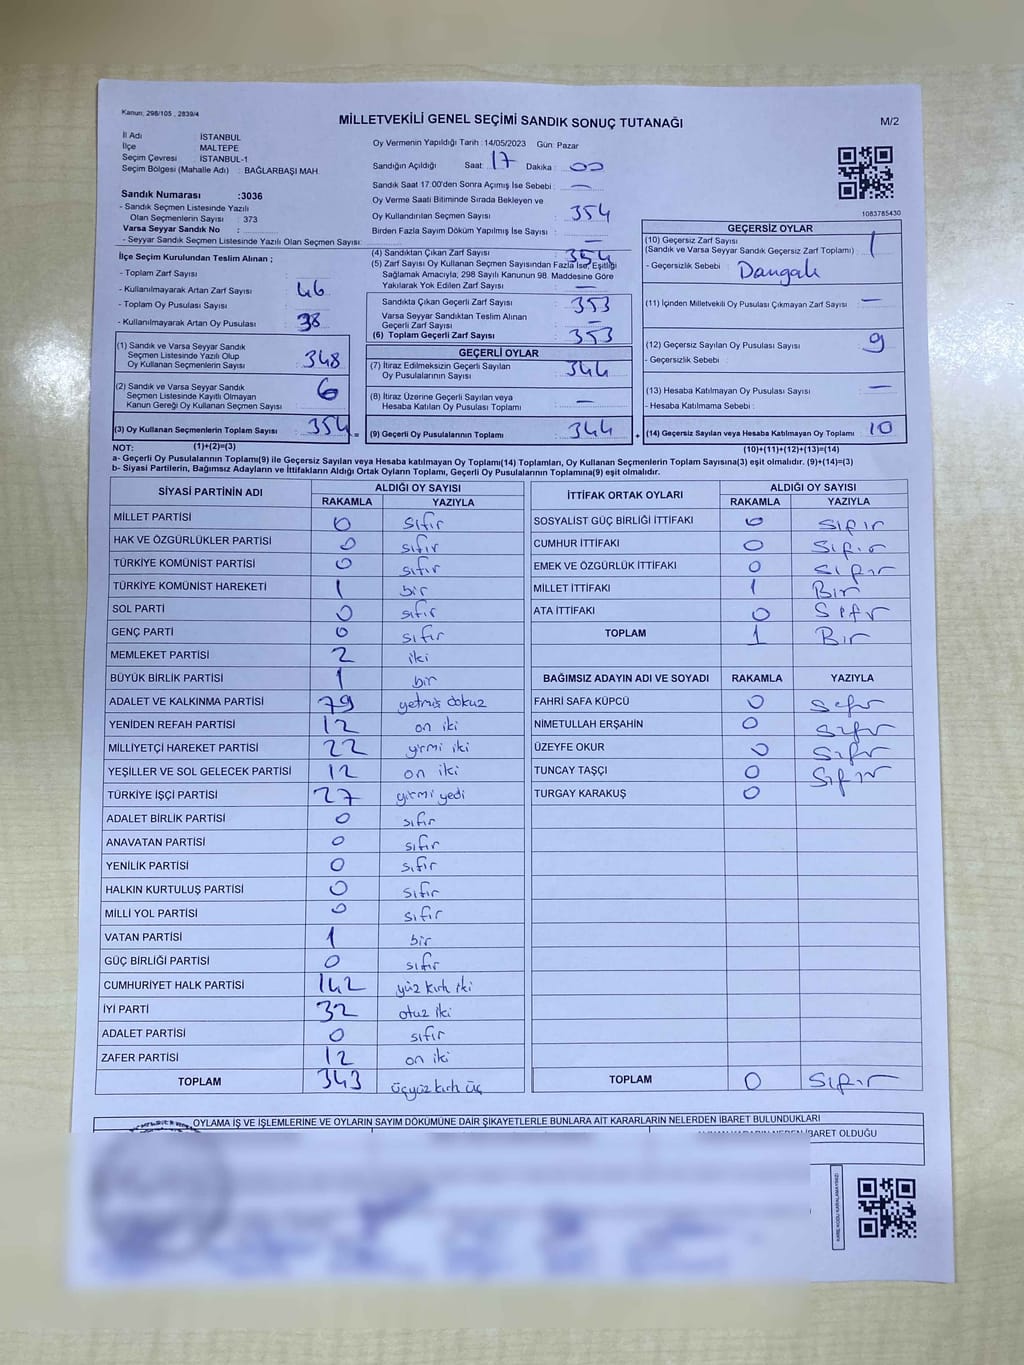 Kanun; 298/105 , 2839/4
MİLLETVEKİLİ GENEL SEÇİMİ SANDIK SONUÇ TUTANAĞI
M/2
İl Adı İSTANBUL
İlçe MALTEPE
Seçim Çevresi : İSTANBUL-1
Seçim Bölgesi (Mahalle Adı) : BAĞLARBAŞI MAH.
Sandık Numarası :3036
- Sandık Seçmen Listesinde Yazılı
Olan Seçmenlerin Sayısı : 373
Varsa Seyyar Sandık No :
- Seyyar Sandık Seçmen Listesinde Yazılı Olan Seçmen Sayısı:
Oy Vermenin Yapıldığı Tarih :14/05/2023 Gün: Pazar
Sandığın Açıldığı Saat: 17 Dakika : 00
Sandık Saat 17:00'den Sonra Açımış İse Sebebi : —
Oy Verme Saati Bitiminde Sırada Bekleyen ve
Oy Kullandırılan Seçmen Sayısı : 354
Birden Fazla Sayım Döküm Yapılmış İse Sayısı : —
1083785430
İlçe Seçim Kurulundan Teslim Alınan ;
- Toplam Zarf Sayısı :
- Kullanılmayarak Artan Zarf Sayısı : 46
- Toplam Oy Pusulası Sayısı :
- Kullanılmayarak Artan Oy Pusulası : 38
(1) Sandık ve Varsa Seyyar Sandık
Seçmen Listesinde Yazılı Olup
Oy Kullanan Seçmenlerin Sayısı : 348
(2) Sandık ve Varsa Seyyar Sandık
Seçmen Listesinde Kayıtlı Olmayan
Kanun Gereği Oy Kullanan Seçmen Sayısı : 6
(3) Oy Kullanan Seçmenlerin Toplam Sayısı : 354 =
(4) Sandıktan Çıkan Zarf Sayısı : 354
(5) Zarf Sayısı Oy Kullanan Seçmen Sayısından Fazla İse, Eşitliği
Sağlamak Amacıyla; 298 Sayılı Kanunun 98. Maddesine Göre
Yakılarak Yok Edilen Zarf Sayısı : —
Sandıkta Çıkan Geçerli Zarf Sayısı : 353
Varsa Seyyar Sandıktan Teslim Alınan
Geçerli Zarf Sayısı : —
(6) Toplam Geçerli Zarf Sayısı : 353
GEÇERLİ OYLAR
(7) İtiraz Edilmeksizin Geçerli Sayılan
Oy Pusulalarının Sayısı : 344
(8) İtiraz Üzerine Geçerli Sayılan veya
Hesaba Katılan Oy Pusulası Toplamı : —
(9) Geçerli Oy Pusulalarının Toplamı : 344 +
GEÇERSİZ OYLAR
(10) Geçersiz Zarf Sayısı
(Sandık ve Varsa Seyyar Sandık Geçersiz Zarf Toplamı) : 1
- Geçersizlik Sebebi :
(11) İçinden Milletvekili Oy Pusulası Çıkmayan Zarf Sayısı : —
(12) Geçersiz Sayılan Oy Pusulası Sayısı : 9
- Geçersizlik Sebebi :
(13) Hesaba Katılmayan Oy Pusulası Sayısı : —
- Hesaba Katılmama Sebebi :
(14) Geçersiz Sayılan veya Hesaba Katılmayan Oy Toplamı : 10
NOT: (1)+(2)=(3) (10)+(11)+(12)+(13)=(14)
a- Geçerli Oy Pusulalarının Toplamı(9) ile Geçersiz Sayılan veya Hesaba katılmayan Oy Toplamı(14) Toplamları, Oy Kullanan Seçmenlerin Toplam Sayısına(3) eşit olmalıdır. (9)+(14)=(3)
b- Siyasi Partilerin, Bağımsız Adayların ve İttifakların Aldığı Ortak Oyların Toplamı, Geçerli Oy Pusulalarının Toplamına(9) eşit olmalıdır.
SİYASİ PARTİNİN ADI ALDIĞI OY SAYISI
RAKAMLA YAZIYLA
MİLLET PARTİSİ 0 sıfır
HAK VE ÖZGÜRLÜKLER PARTİSİ 0 sıfır
TÜRKİYE KOMÜNİST PARTİSİ 0 sıfır
TÜRKİYE KOMÜNİST HAREKETİ 1 bir
SOL PARTİ 0 sıfır
GENÇ PARTİ 0 sıfır
MEMLEKET PARTİSİ 2 iki
BÜYÜK BİRLİK PARTİSİ 1 bir
ADALET VE KALKINMA PARTİSİ 79 yetmiş dokuz
YENİDEN REFAH PARTİSİ 12 on iki
MİLLİYETÇİ HAREKET PARTİSİ 22 yirmi iki
YEŞİLLER VE SOL GELECEK PARTİSİ 12 on iki
TÜRKİYE İŞÇİ PARTİSİ 27 yirmi yedi
ADALET BİRLİK PARTİSİ 0 sıfır
ANAVATAN PARTİSİ 0 sıfır
YENİLİK PARTİSİ 0 sıfır
HALKIN KURTULUŞ PARTİSİ 0 sıfır
MİLLİ YOL PARTİSİ 0 sıfır
VATAN PARTİSİ 1 bir
GÜÇ BİRLİĞİ PARTİSİ 0 sıfır
CUMHURİYET HALK PARTİSİ 142 yüz kırk iki
İYİ PARTİ 32 otuz iki
ADALET PARTİSİ 0 sıfır
ZAFER PARTİSİ 12 on iki
TOPLAM 343 üçyüz kırk üç
İTTİFAK ORTAK OYLARI ALDIĞI OY SAYISI
RAKAMLA YAZIYLA
SOSYALİST GÜÇ BİRLİĞİ İTTİFAKI 0 Sıfır
CUMHUR İTTİFAKI 0 Sıfır
EMEK VE ÖZGÜRLÜK İTTİFAKI 0 Sıfır
MİLLET İTTİFAKI 1 Bir
ATA İTTİFAKI 0 Sıfır
TOPLAM 1 Bir
BAĞIMSIZ ADAYIN ADI VE SOYADI RAKAMLA YAZIYLA
FAHRİ SAFA KÜPCÜ 0 Sıfır
NİMETULLAH ERŞAHİN 0 Sıfır
ÜZEYFE OKUR 0 Sıfır
TUNCAY TAŞÇI 0 Sıfır
TURGAY KARAKUŞ 0
TOPLAM 0 Sıfır
OYLAMA İŞ VE İŞLEMLERİNE VE OYLARIN SAYIM DÖKÜMÜNE DAİR ŞİKAYETLERLE BUNLARA AİT KARARLARIN NELERDEN İBARET BULUNDUKLARI
İBARET OLDUĞU